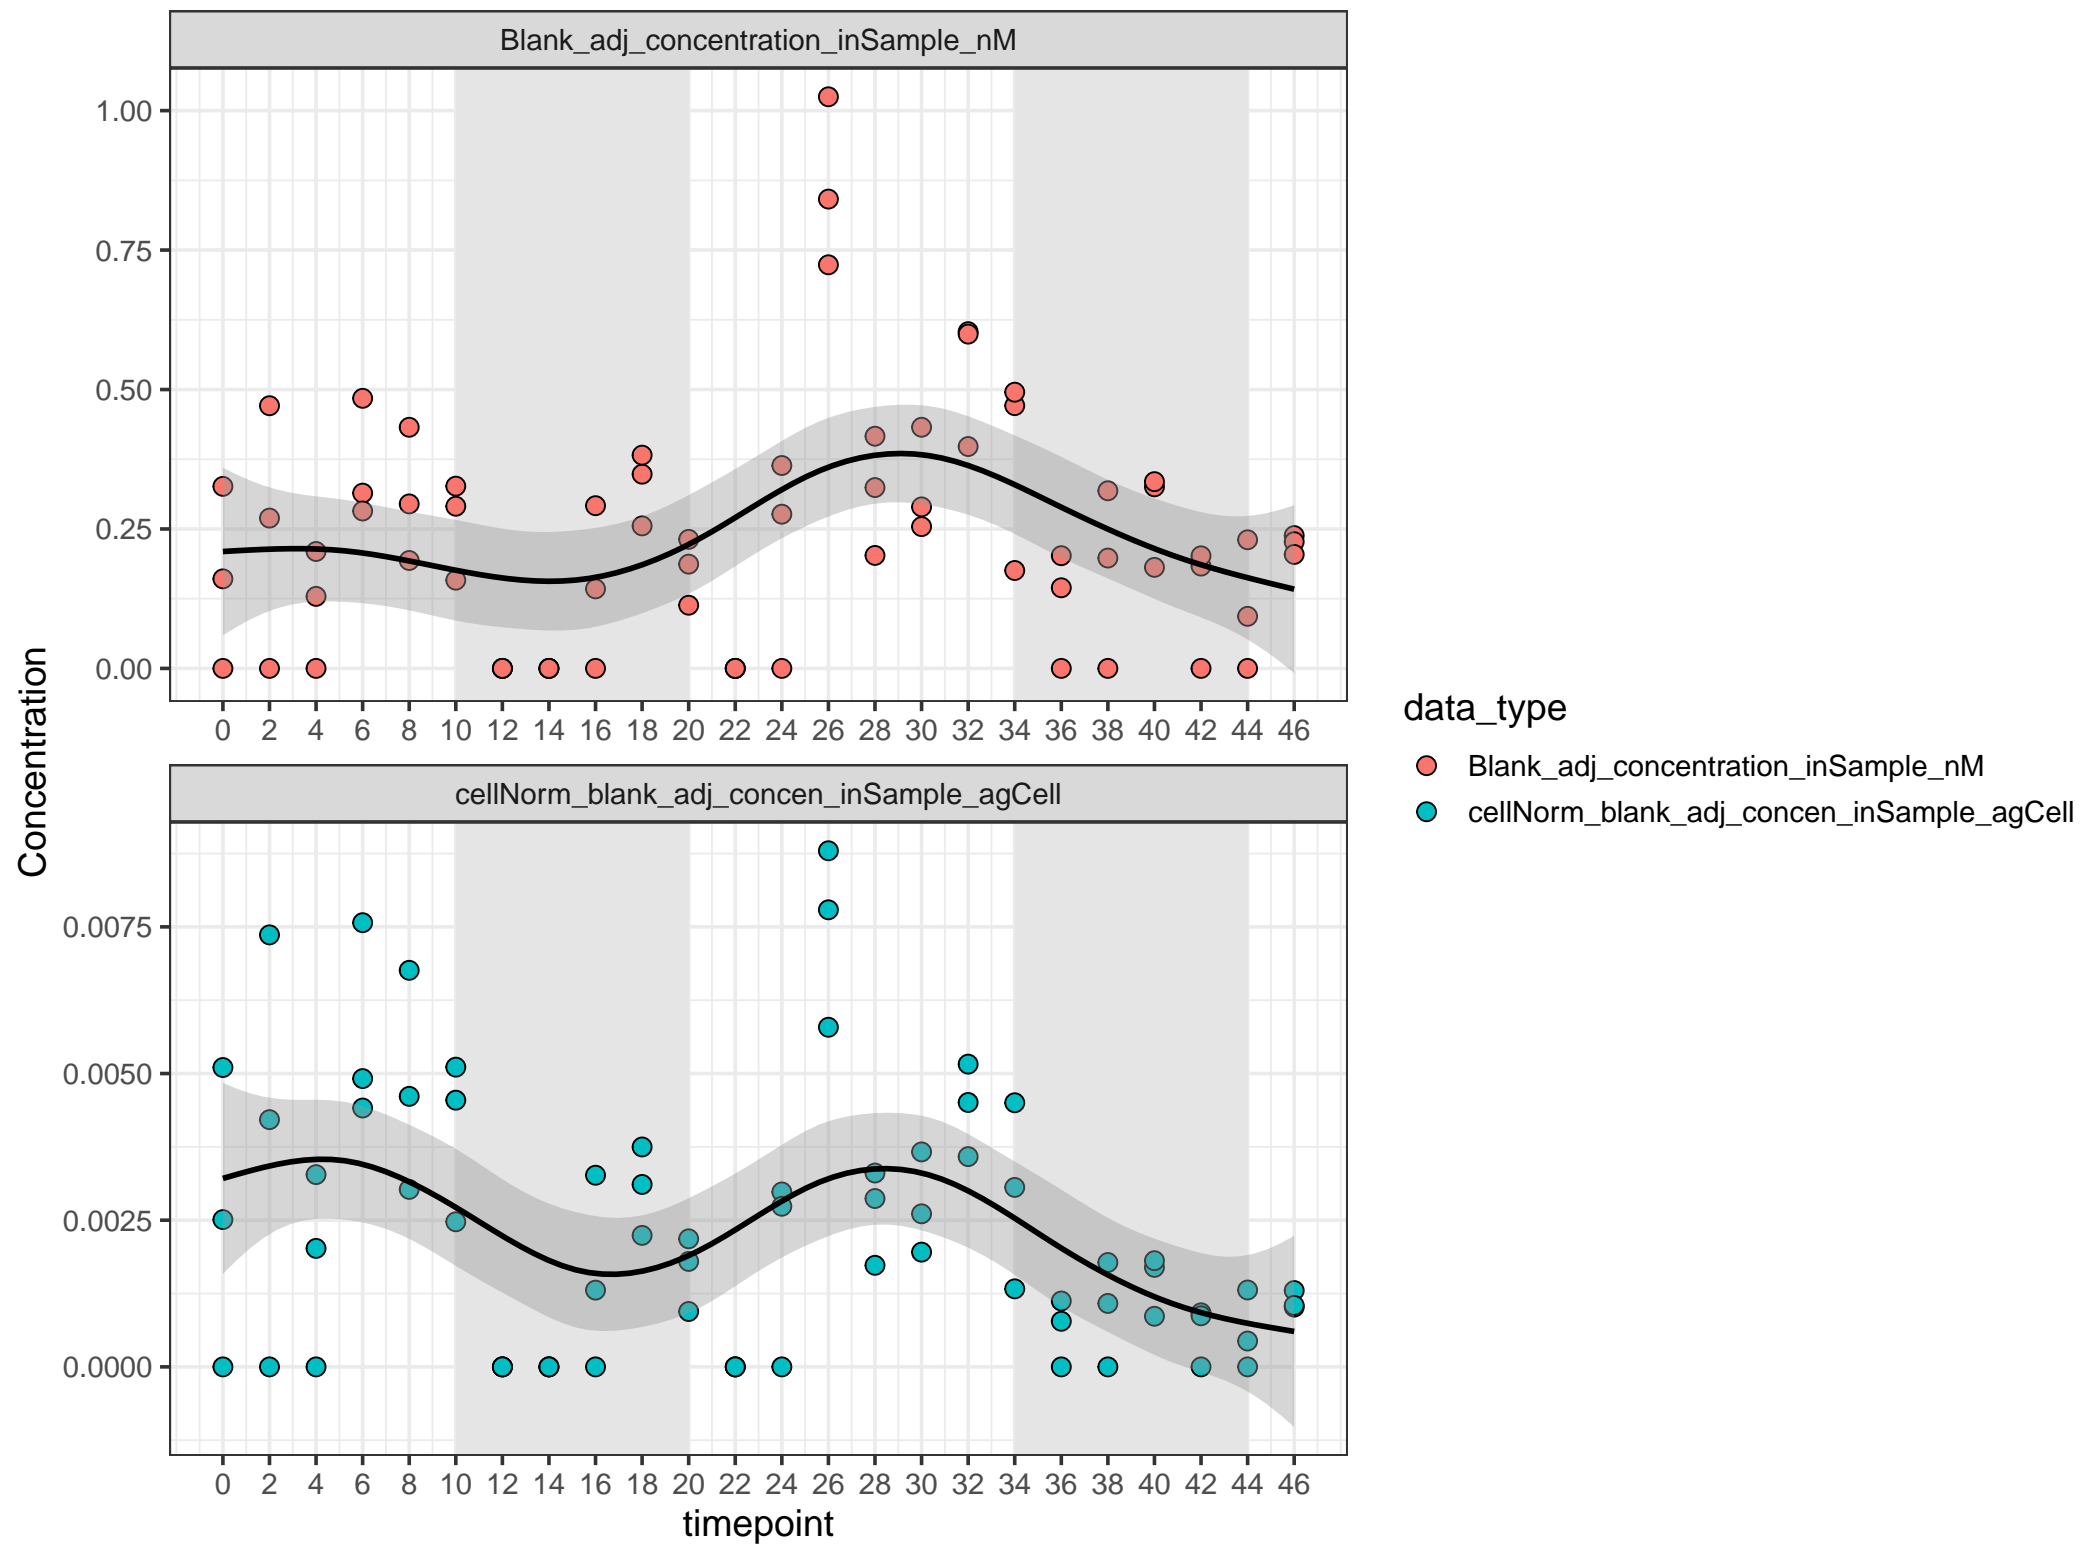 Blank_adj_concentration_inSample_nM
1.00
0.75
0.50
0.25
0.00
0 2 4 6 8 10 12 14 16 18 20 22 24 26 28 30 32 34 36 38 40 42 44 46
Concentration
cellNorm_blank_adj_concen_inSample_agCell
0.0075
0.0050
0.0025
0.0000
0 2 4 6 8 10 12 14 16 18 20 22 24 26 28 30 32 34 36 38 40 42 44 46
timepoint
data_type
Blank_adj_concentration_inSample_nM
cellNorm_blank_adj_concen_inSample_agCell